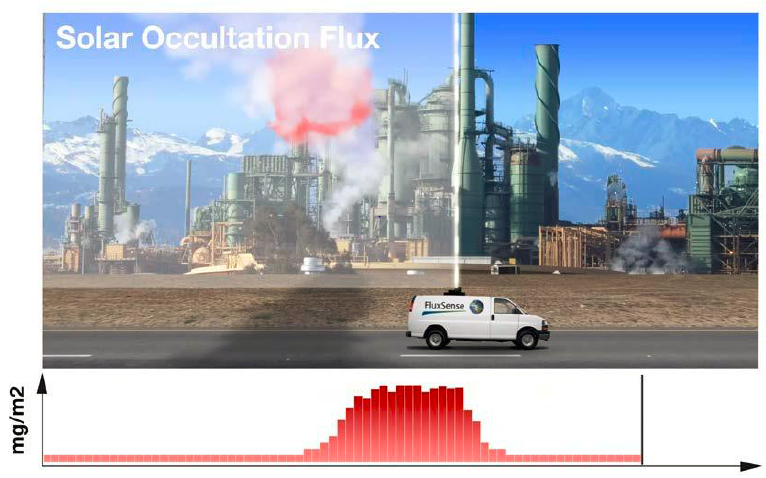 Solar Occultation Flux
FluxSense
mg/m2